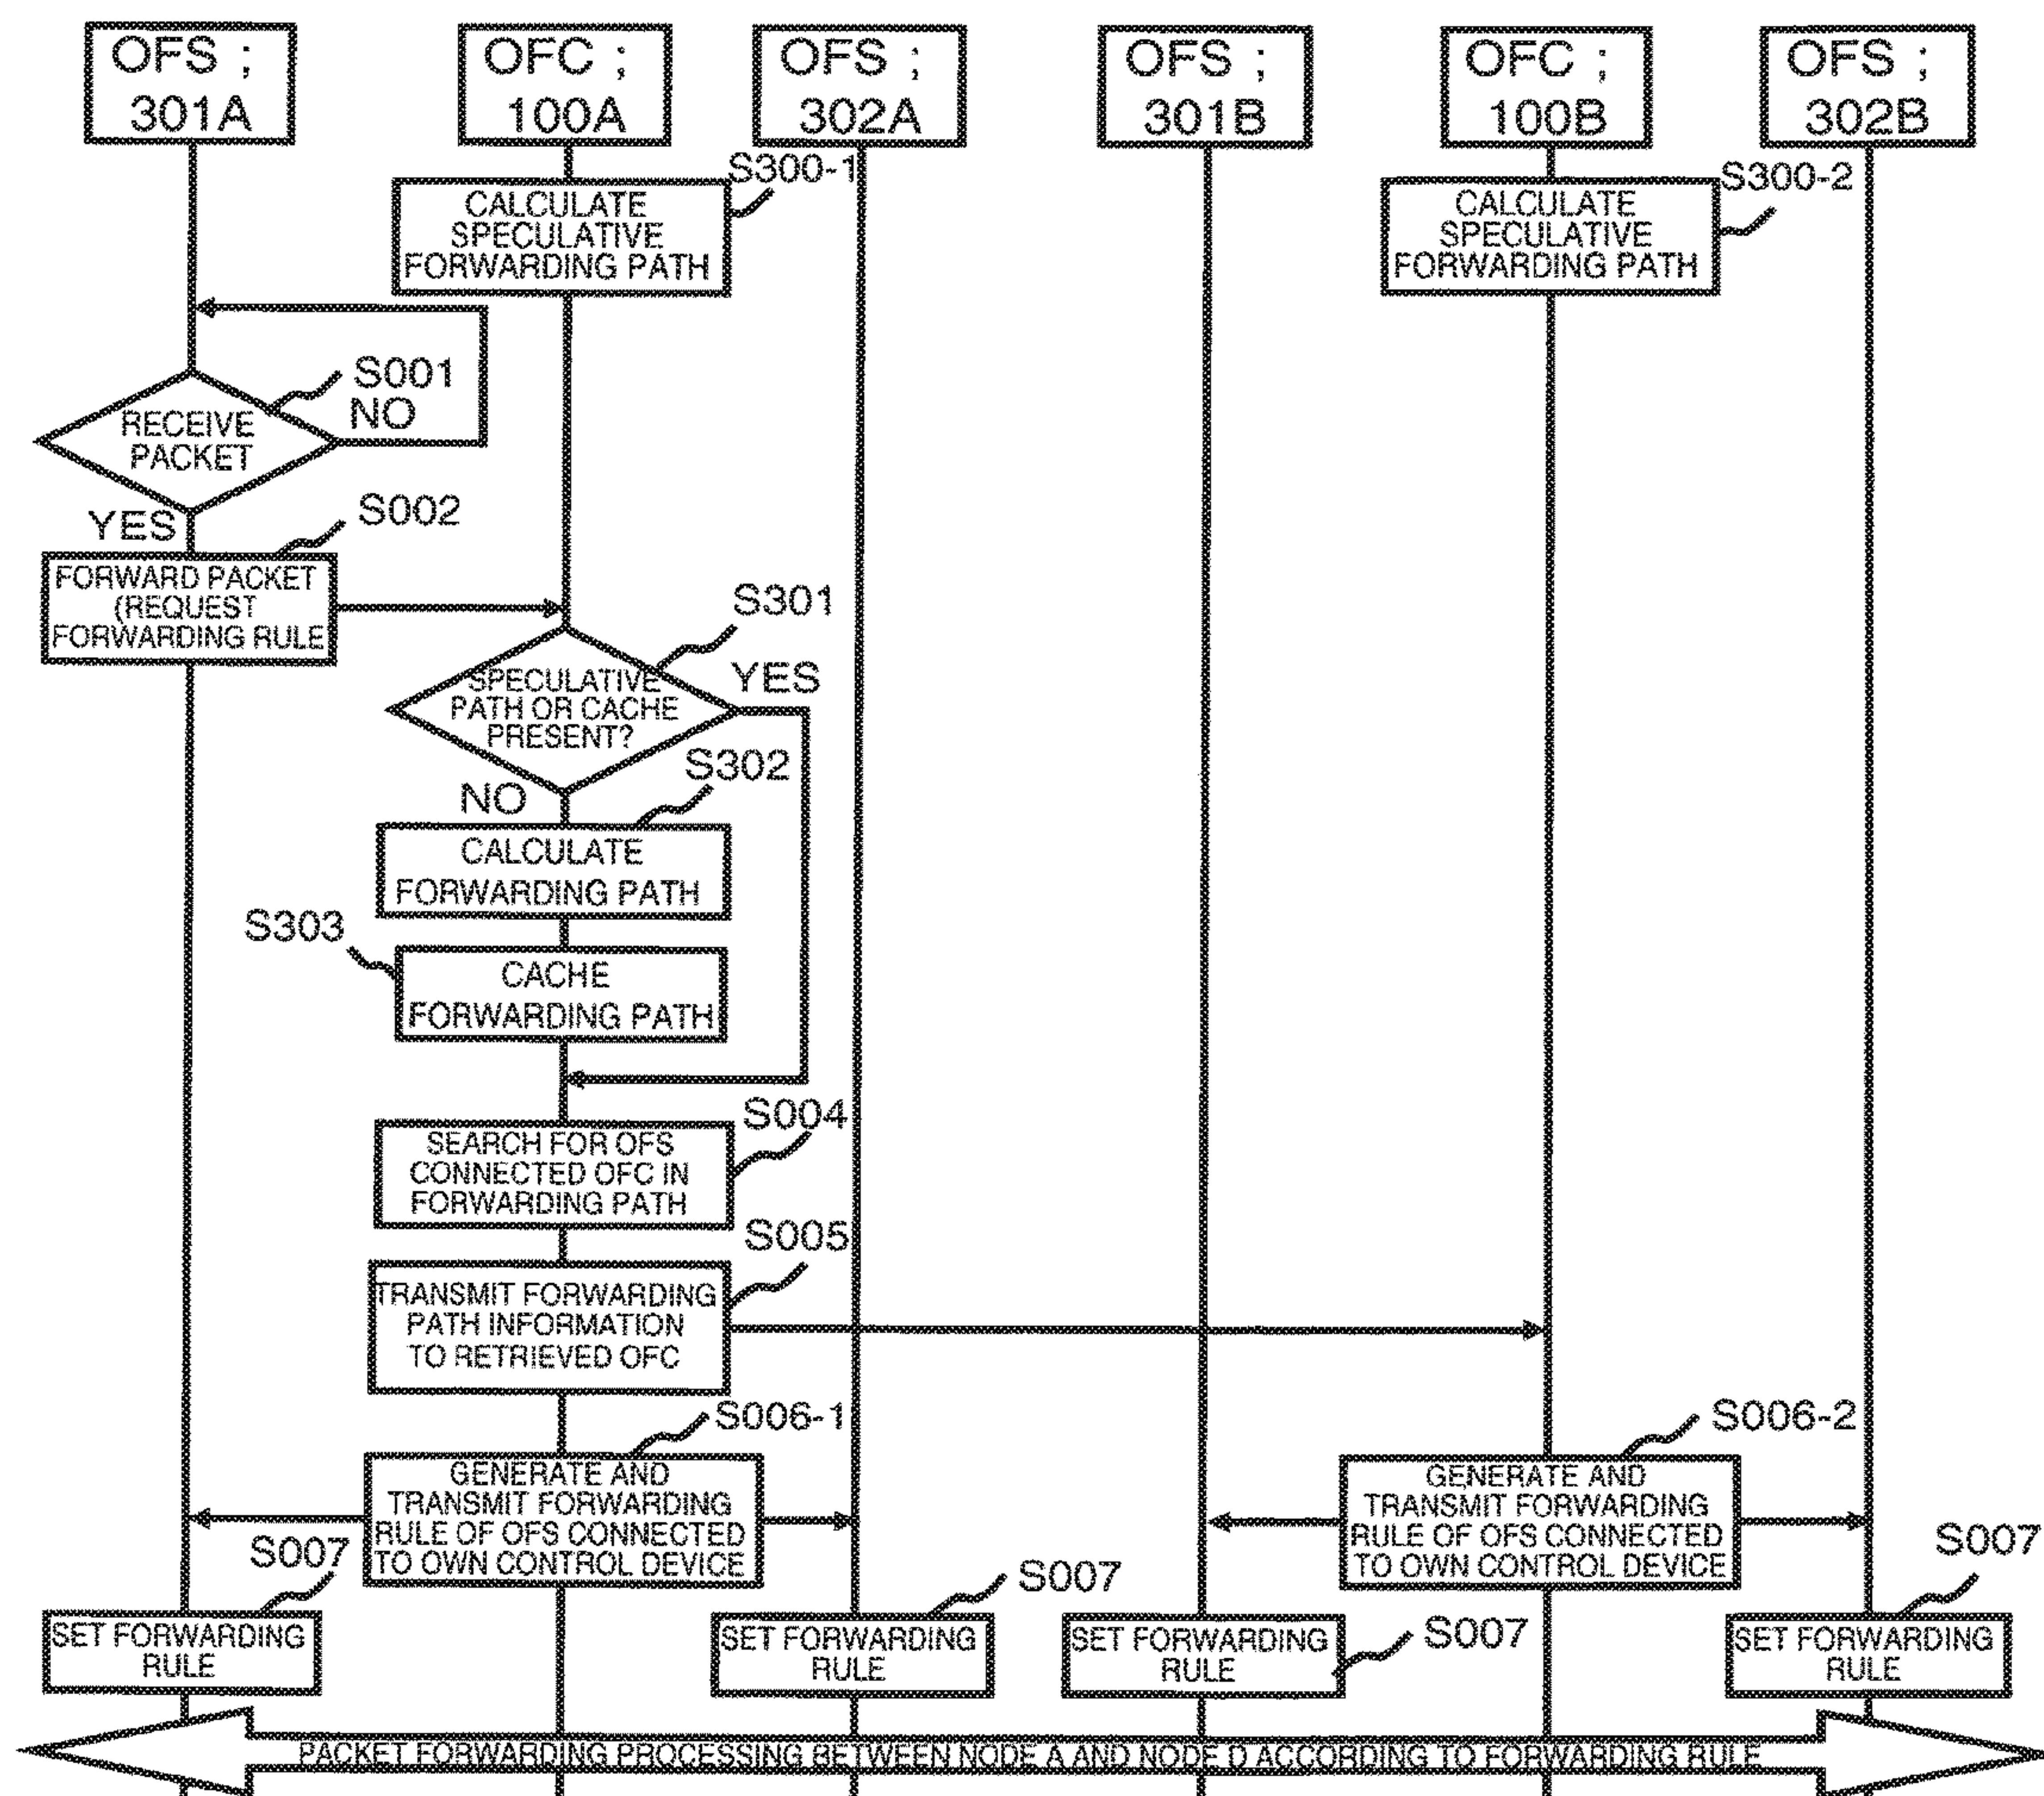 OFS ;
301A
OFC ;
100A
OFS ;
302A
OFS ;
301B
OFC ;
100B
OFS ;
302B
S300-1
CALCULATE
SPECULATIVE
FORWARDING PATH
S300-2
CALCULATE
SPECULATIVE
FORWARDING PATH
S001
NO
RECEIVE
PACKET
YES
S002
FORWARD PACKET
(REQUEST
FORWARDING RULE
S301
SPECULATIVE
PATH OR CACHE
PRESENT?
YES
NO
S302
CALCULATE
FORWARDING PATH
S303
CACHE
FORWARDING PATH
S004
SEARCH FOR OFS
CONNECTED OFC IN
FORWARDING PATH
S005
TRANSMIT FORWARDING
PATH INFORMATION
TO RETRIEVED OFC
S006-1
GENERATE AND
TRANSMIT FORWARDING
RULE OF OFS CONNECTED
TO OWN CONTROL DEVICE
S006-2
GENERATE AND
TRANSMIT FORWARDING
RULE OF OFS CONNECTED
TO OWN CONTROL DEVICE
S007
SET FORWARDING
RULE
S007
SET FORWARDING
RULE
S007
SET FORWARDING
RULE
S007
SET FORWARDING
RULE
PACKET FORWARDING PROCESSING BETWEEN NODE A AND NODE D ACCORDING TO FORWARDING RULE